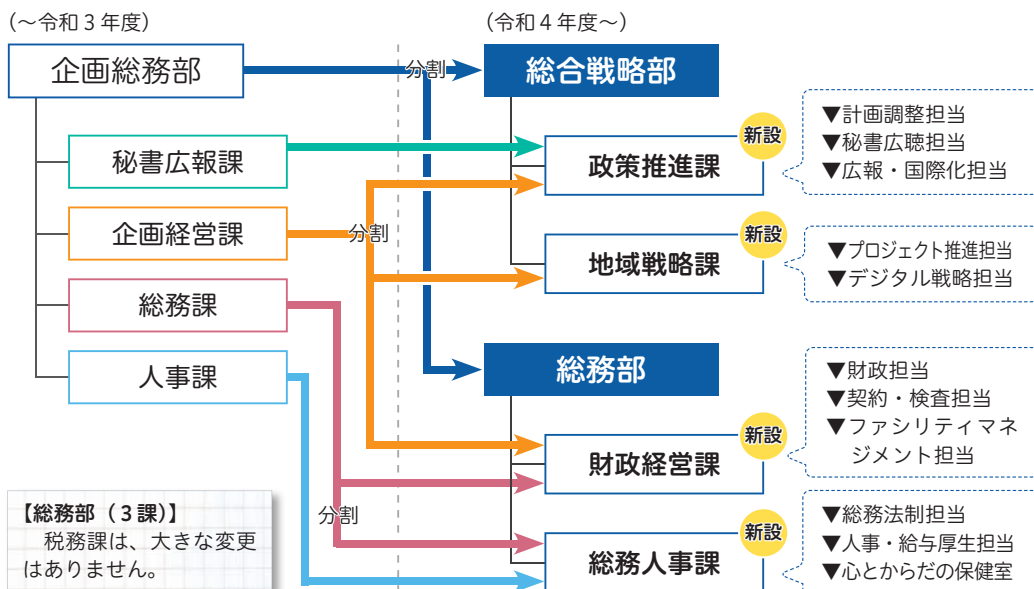 （～令和３年度）
（令和４年度～）
企画総務部
分割
総合戦略部
秘書広報課
政策推進課
新設
▼計画調整担当
▼秘書広聴担当
▼広報・国際化担当
企画経営課
分割
地域戦略課
新設
▼プロジェクト推進担当
▼デジタル戦略担当
総務課
人事課
総務部
財政経営課
新設
▼財政担当
▼契約・検査担当
▼ファシリティマネ
ジメント担当
分割
総務人事課
新設
▼総務法制担当
▼人事・給与厚生担当
▼心とからだの保健室
【総務部（３課）】
税務課は、大きな変更
はありません。